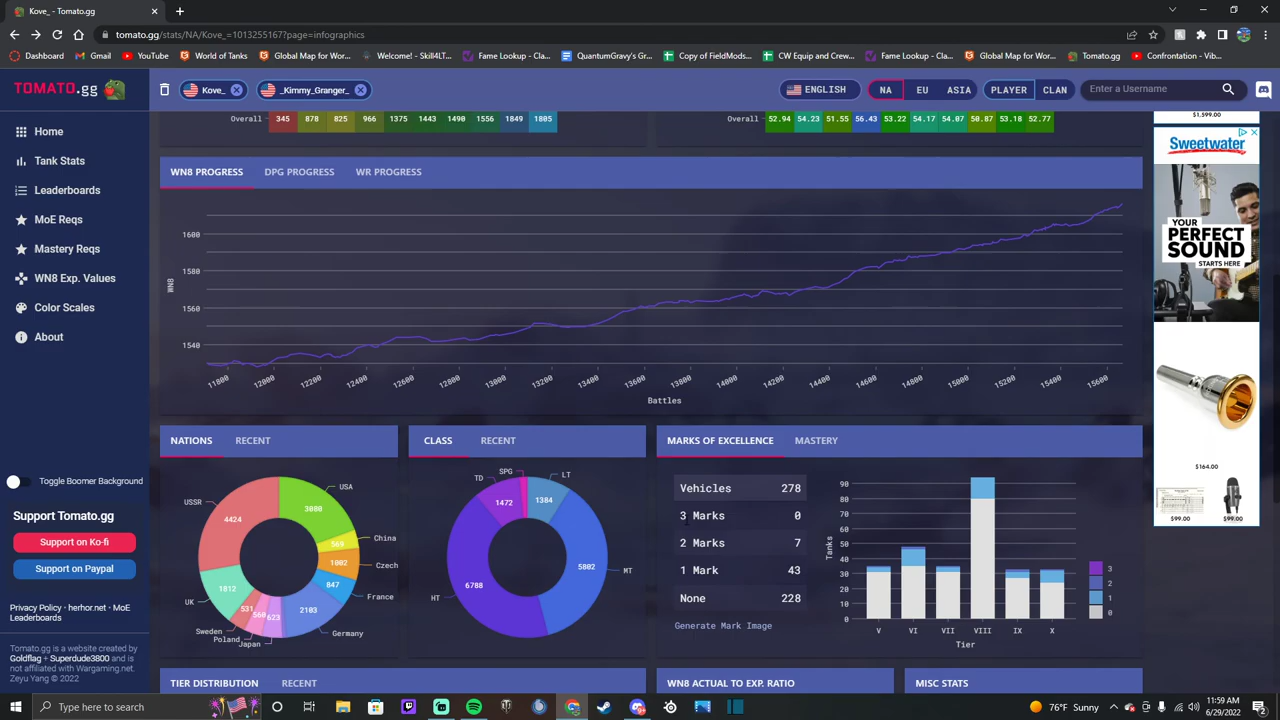 Kove_ - Tomato.gg
tomato.gg/stats/NA/Kove_=1013255167?page=infographics
Dashboard
Gmail
YouTube
Global Map for Wor...
Welcome - Skill4LT...
Fame Lookup - Cla...
QuantumGravy's G...
Copy of FieldMods...
CW Equip and Crew...
Fame Lookup - Cla...
Global Map for Wor...
Tomato.gg
Confrontation - Vib...
TOMATO.gg
Kove_
_Kimmy_Granger_
ENGLISH
NA
EU
ASIA
PLAYER
CLAN
Enter a Username
Home
Tank Stats
Leaderboards
MoE Reqs
Mastery Reqs
WN8 Exp. Values
Color Scales
About
Toggle Boomer Background
Support Tomato.gg
Support on Ko-fi
Support on Paypal
Privacy Policy - herhor.net - MoE
Leaderboards
Tomato.gg is a website created by
Goldflag + Superdude3800 and is
not affiliated with Wargaming.net.
Zeyu Yang © 2022
Overall 345 878 825 966 1375 1443 1490 1556 1849 1805
Overall 52.94 54.23 51.55 56.43 53.22 54.17 54.07 50.87 53.18 52.77
WN8 PROGRESS
DPG PROGRESS
WR PROGRESS
WN8
1600
1580
1560
1540
11800 12000 12200 12400 12600 12800 13000 13200 13400 13600 13800 14000 14200 14400 14600 14800 15000 15200 15400 15600
Battles
NATIONS
RECENT
USSR
4424
USA
3080
China
569
Czech
1002
France
847
Germany
2103
Japan
623
Poland
560
Sweden
531
UK
1812
CLASS
RECENT
SPG
LT
1384
MT
5802
HT
6788
TD
1472
MARKS OF EXCELLENCE
MASTERY
Vehicles 278
3 Marks 0
2 Marks 7
1 Mark 43
None 228
Generate Mark Image
Tanks
90
80
70
60
50
40
30
20
10
0
V VI VII VIII IX X
Tier
3
2
1
0
TIER DISTRIBUTION
RECENT
WN8 ACTUAL TO EXP. RATIO
MISC STATS
$1,599.00
Sweetwater
YOUR
PERFECT
SOUND
STARTS HERE
$164.00
$99.00
$99.00
Type here to search
76°F Sunny
11:59 AM
6/29/2022
2